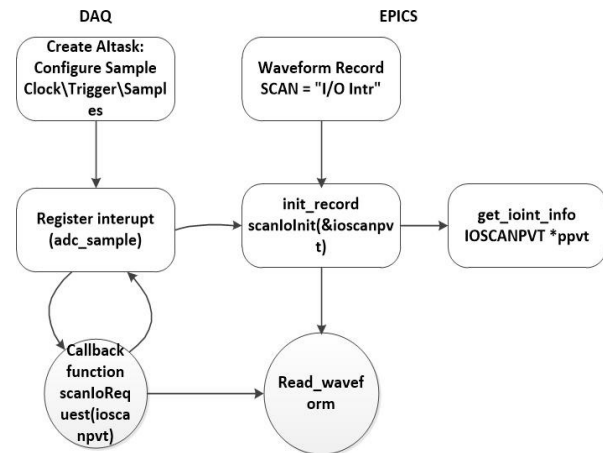 DAQ
EPICS
Create AItask:
Configure Sample
Clock\Trigger\Sampl
es
Waveform Record
SCAN = "I/O Intr"
Register interupt
(adc_sample)
init_record
scanIoInit(&ioscanpv
t)
get_ioint_info
IOSCANPVT *ppvt
Callback
function
scanIoReq
uest(iosca
npvt)
Read_wavef
orm